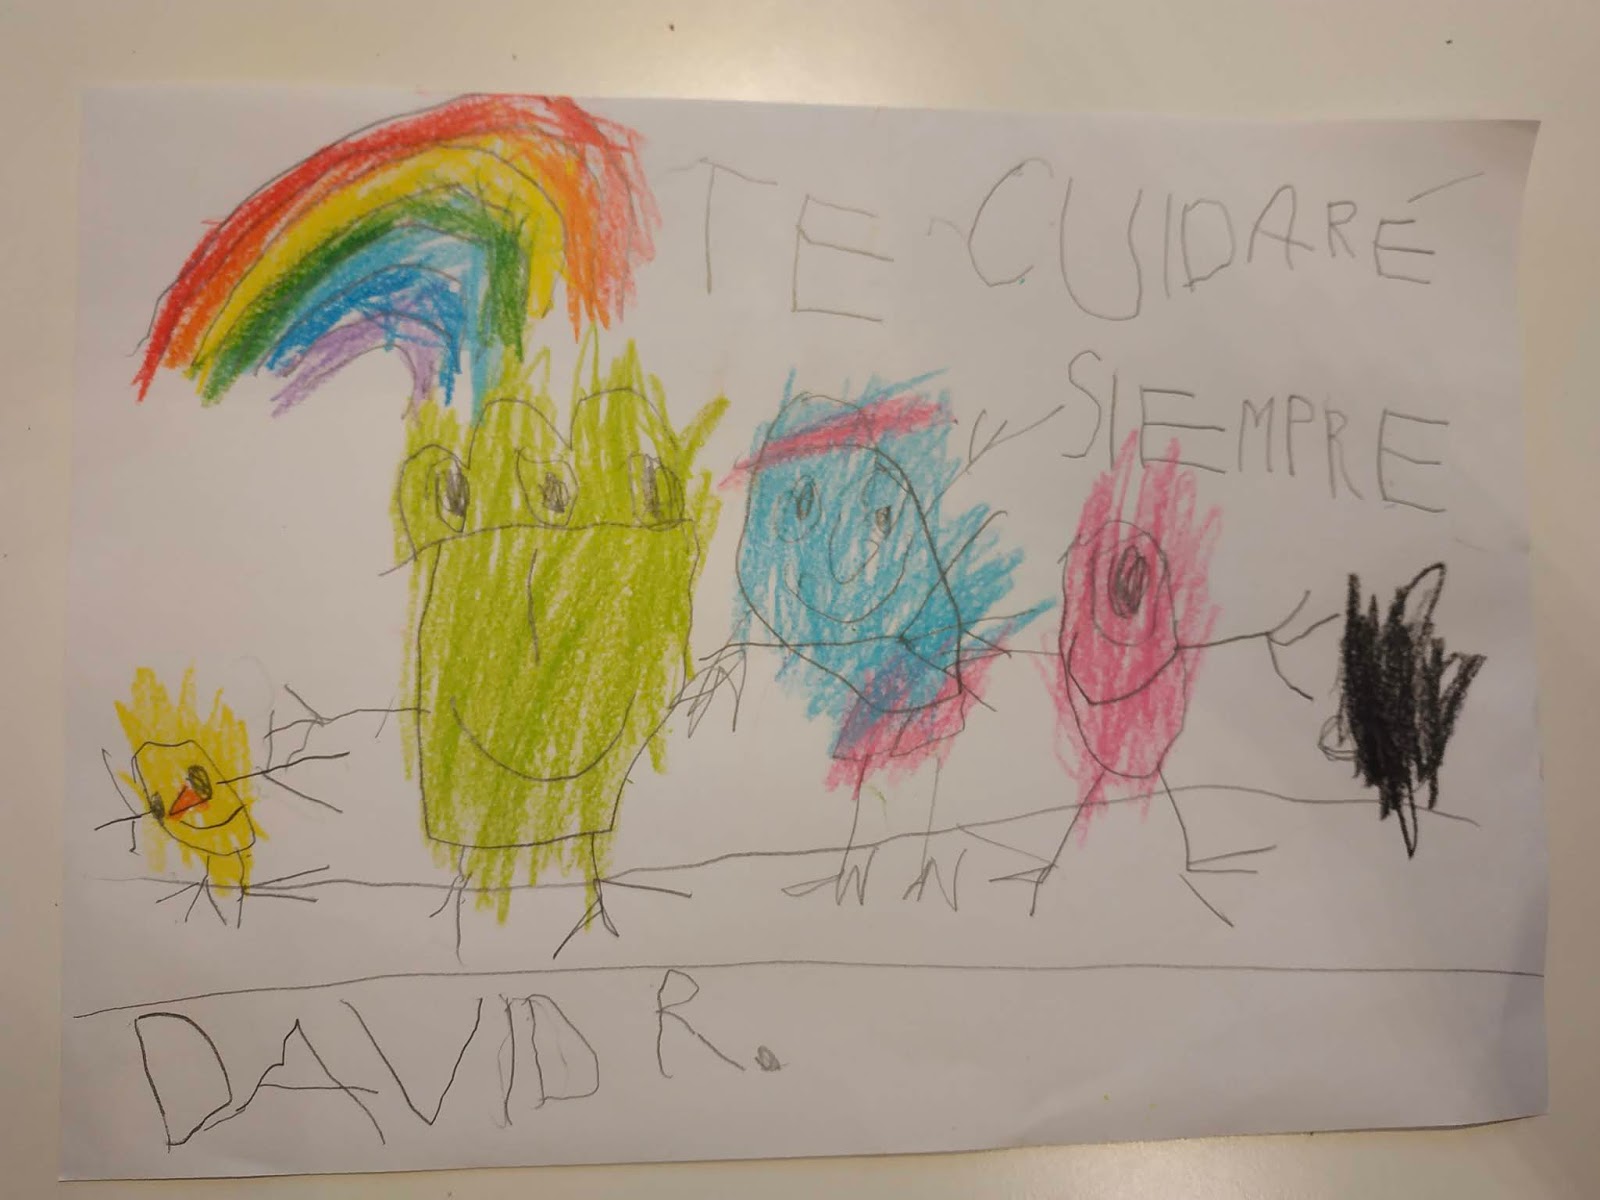 TE CUIDARÉ
SIEMPRE
DAVID R.